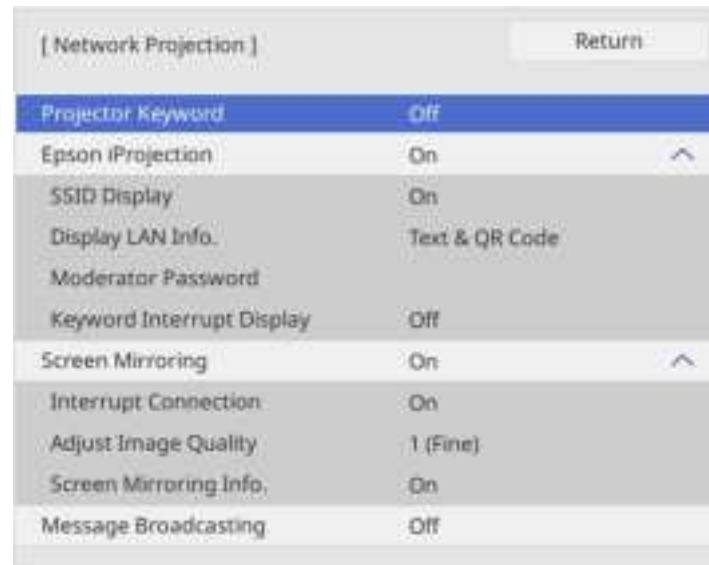 [ Network Projection ] Return
Projector Keyword Off
Epson iProjection On
SSID Display On
Display LAN Info. Text & QR Code
Moderator Password
Keyword Interrupt Display Off
Screen Mirroring On
Interrupt Connection On
Adjust Image Quality 1 (Fine)
Screen Mirroring Info. On
Message Broadcasting Off